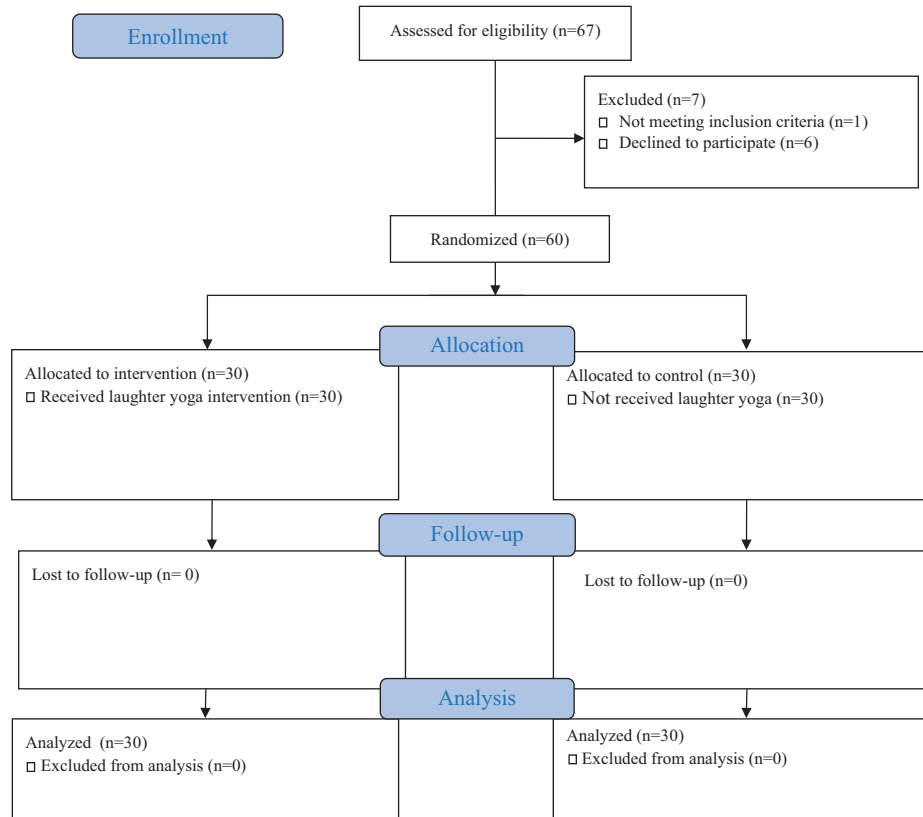 Enrollment
Assessed for eligibility (n=67)
Excluded (n=7)
□ Not meeting inclusion criteria (n=1)
□ Declined to participate (n=6)
Randomized (n=60)
Allocation
Allocated to intervention (n=30)
□ Received laughter yoga intervention (n=30)
Allocated to control (n=30)
□ Not received laughter yoga (n=30)
Follow-up
Lost to follow-up (n= 0)
Lost to follow-up (n=0)
Analysis
Analyzed (n=30)
□ Excluded from analysis (n=0)
Analyzed (n=30)
□ Excluded from analysis (n=0)